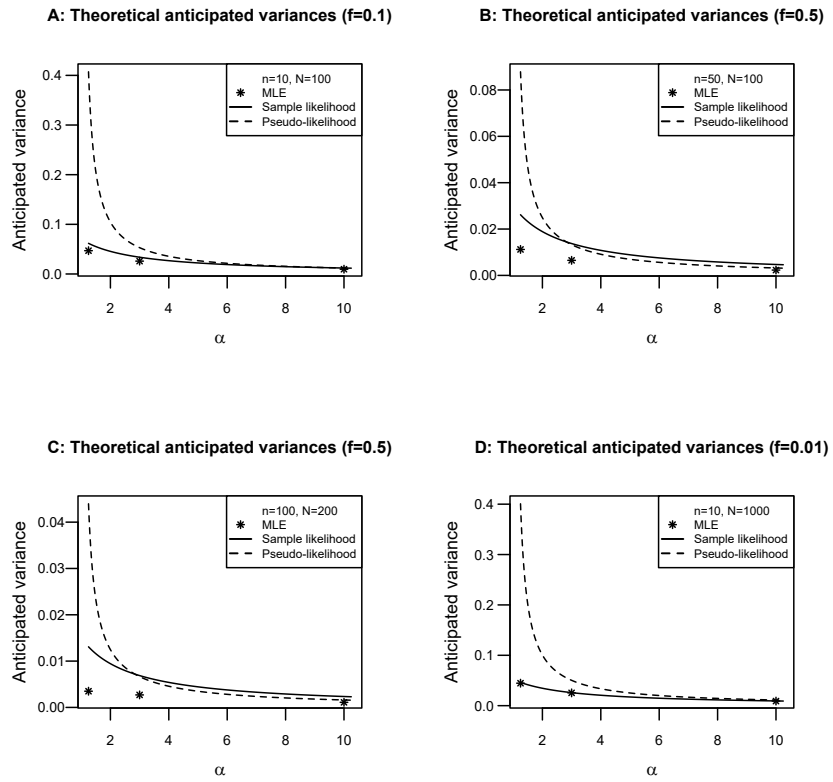 A: Theoretical anticipated variances (f=0.1)
Anticipated variance
0.4
0.3
0.2
0.1
0.0
n=10, N=100
MLE
Sample likelihood
Pseudo-likelihood
2 4 6 8 10
α
B: Theoretical anticipated variances (f=0.5)
Anticipated variance
0.08
0.06
0.04
0.02
0.00
n=50, N=100
MLE
Sample likelihood
Pseudo-likelihood
2 4 6 8 10
α
C: Theoretical anticipated variances (f=0.5)
Anticipated variance
0.04
0.03
0.02
0.01
0.00
n=100, N=200
MLE
Sample likelihood
Pseudo-likelihood
2 4 6 8 10
α
D: Theoretical anticipated variances (f=0.01)
Anticipated variance
0.4
0.3
0.2
0.1
0.0
n=10, N=1000
MLE
Sample likelihood
Pseudo-likelihood
2 4 6 8 10
α